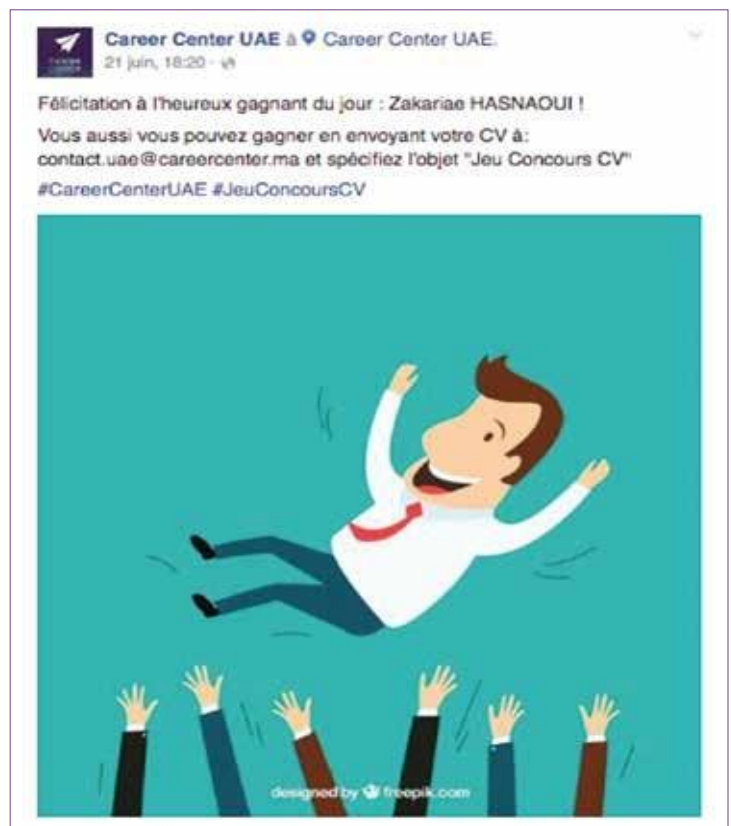 Career Center UAE à Career Center UAE.
21 juin, 18:20 ·
Félicitation à l'heureux gagnant du jour : Zakariae HASNAOUI !
Vous aussi vous pouvez gagner en envoyant votre CV à:
contact.uae@careercenter.ma et spécifiez l'objet "Jeu Concours CV"
#CareerCenterUAE #JeuConcoursCV
designed by freepik.com